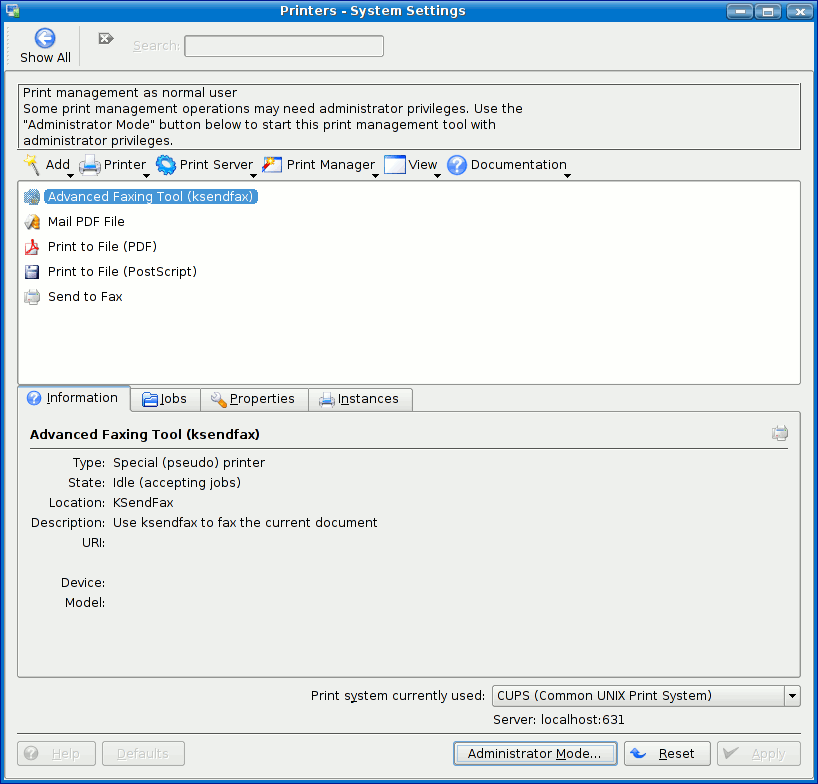 Printers - System Settings
Show All
Search:
Print management as normal user
Some print management operations may need administrator privileges. Use the
"Administrator Mode" button below to start this print management tool with
administrator privileges.
Add Printer Print Server Print Manager View Documentation
Advanced Faxing Tool (ksendfax)
Mail PDF File
Print to File (PDF)
Print to File (PostScript)
Send to Fax
Information Jobs Properties Instances
Advanced Faxing Tool (ksendfax)
Type: Special (pseudo) printer
State: Idle (accepting jobs)
Location: KSendFax
Description: Use ksendfax to fax the current document
URI:
Device:
Model:
Print system currently used: CUPS (Common UNIX Print System)
Server: localhost:631
Help Defaults Administrator Mode... Reset Apply